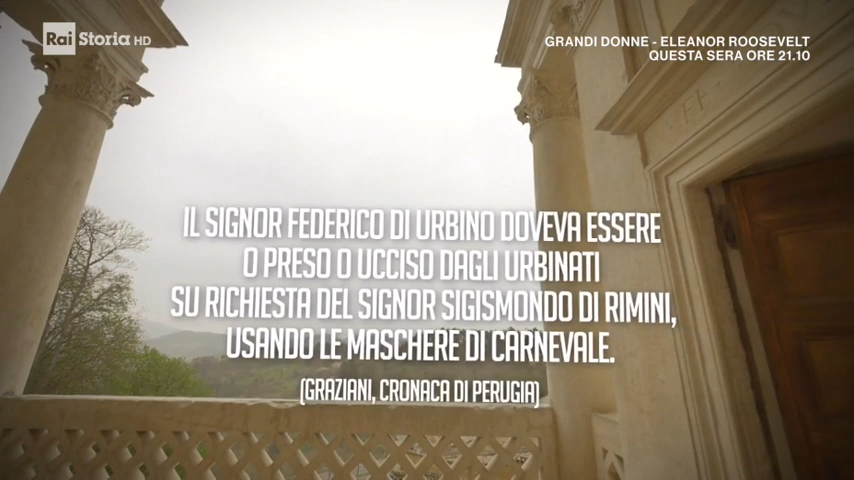 Rai Storia HD
GRANDI DONNE - ELEANOR ROOSEVELT
QUESTA SERA ORE 21.10
IL SIGNOR FEDERICO DI URBINO DOVEVA ESSERE
O PRESO O UCCISO DAGLI URBINATI
SU RICHIESTA DEL SIGNOR SIGISMONDO DI RIMINI,
USANDO LE MASCHERE DI CARNEVALE.
(GRAZIANI, CRONACA DI PERUGIA)